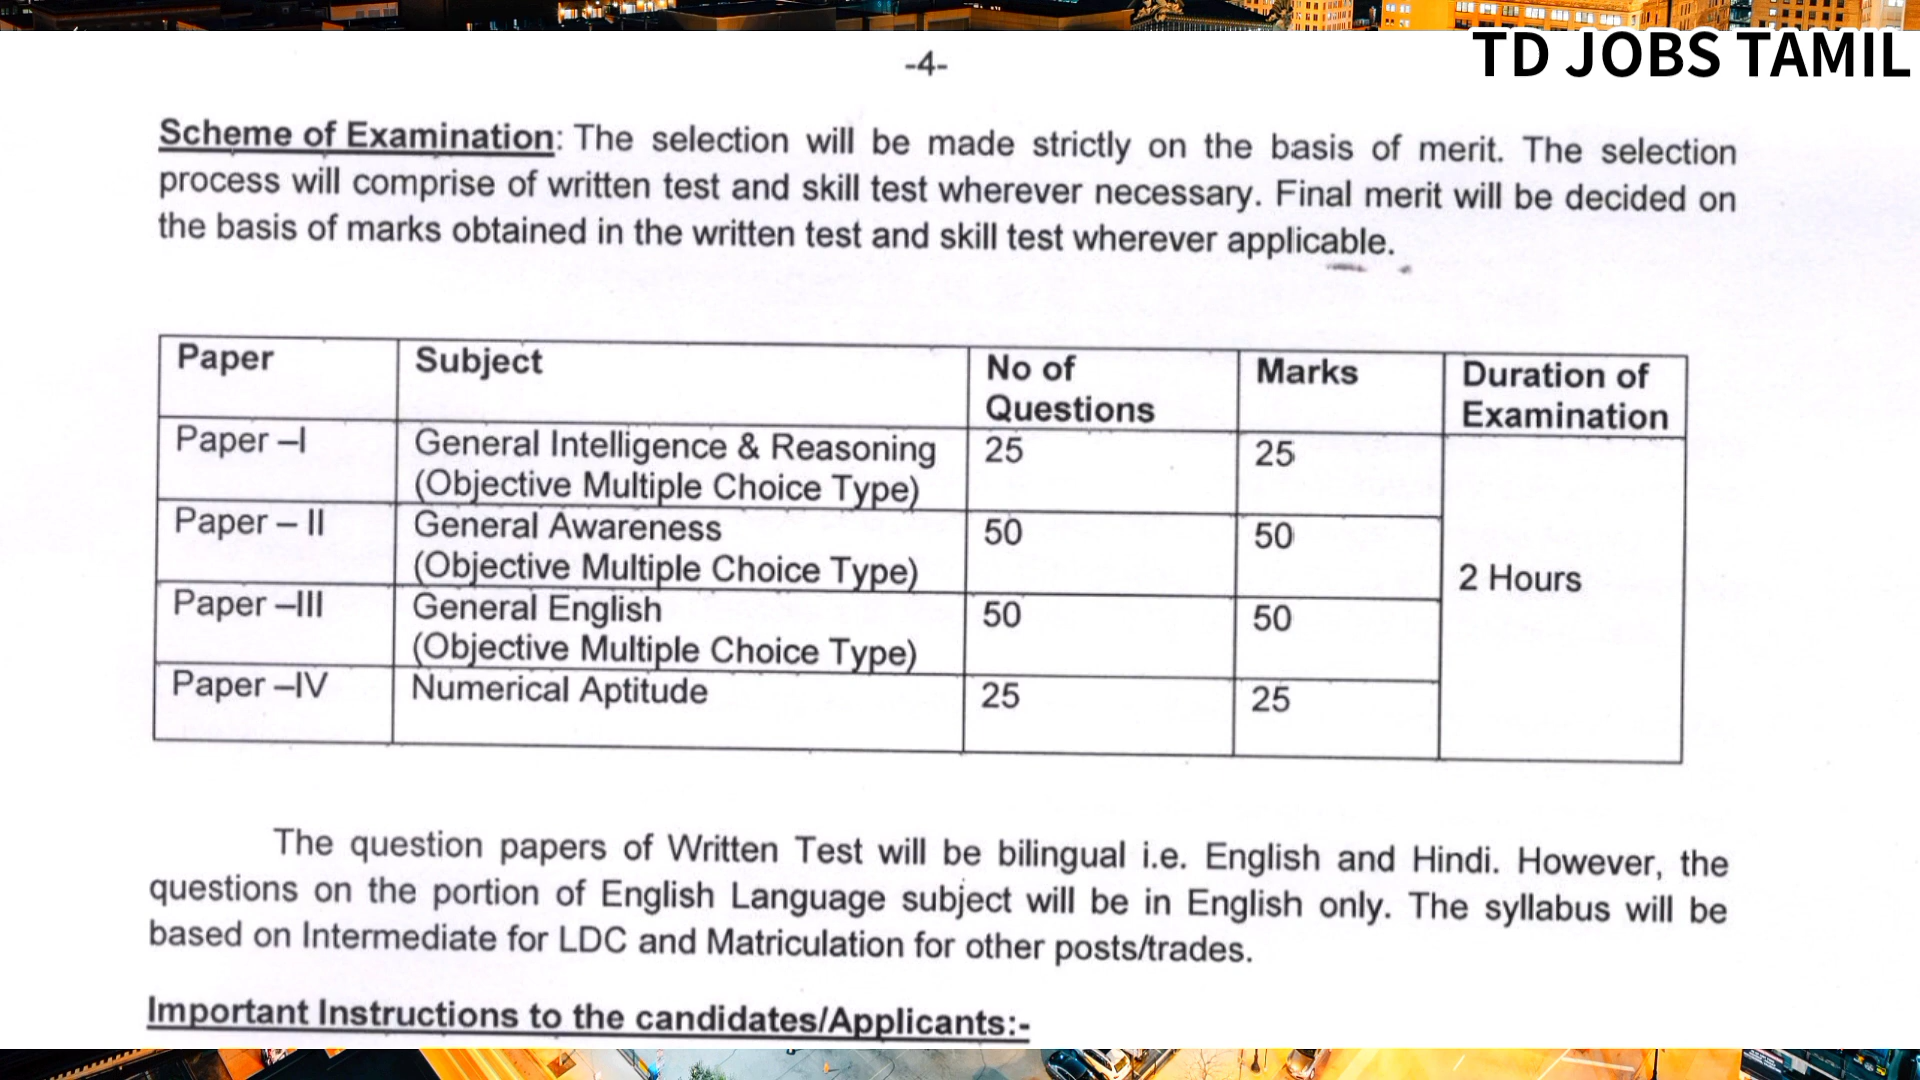 TD JOBS TAMIL
-4-
Scheme of Examination: The selection will be made strictly on the basis of merit. The selection
process will comprise of written test and skill test wherever necessary. Final merit will be decided on
the basis of marks obtained in the written test and skill test wherever applicable.
Paper Subject No of Questions Marks Duration of Examination
Paper –I General Intelligence & Reasoning 25 25
(Objective Multiple Choice Type)
Paper – II General Awareness 50 50
(Objective Multiple Choice Type)
2 Hours
Paper –III General English 50 50
(Objective Multiple Choice Type)
Paper –IV Numerical Aptitude 25 25
The question papers of Written Test will be bilingual i.e. English and Hindi. However, the
questions on the portion of English Language subject will be in English only. The syllabus will be
based on Intermediate for LDC and Matriculation for other posts/trades.
Important Instructions to the candidates/Applicants:-